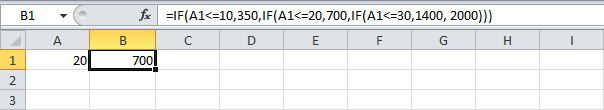 B1 fx =IF(A1<=10,350,IF(A1<=20,700,IF(A1<=30,1400, 2000)))
A B C D E F G H I
1 20 700
2
3